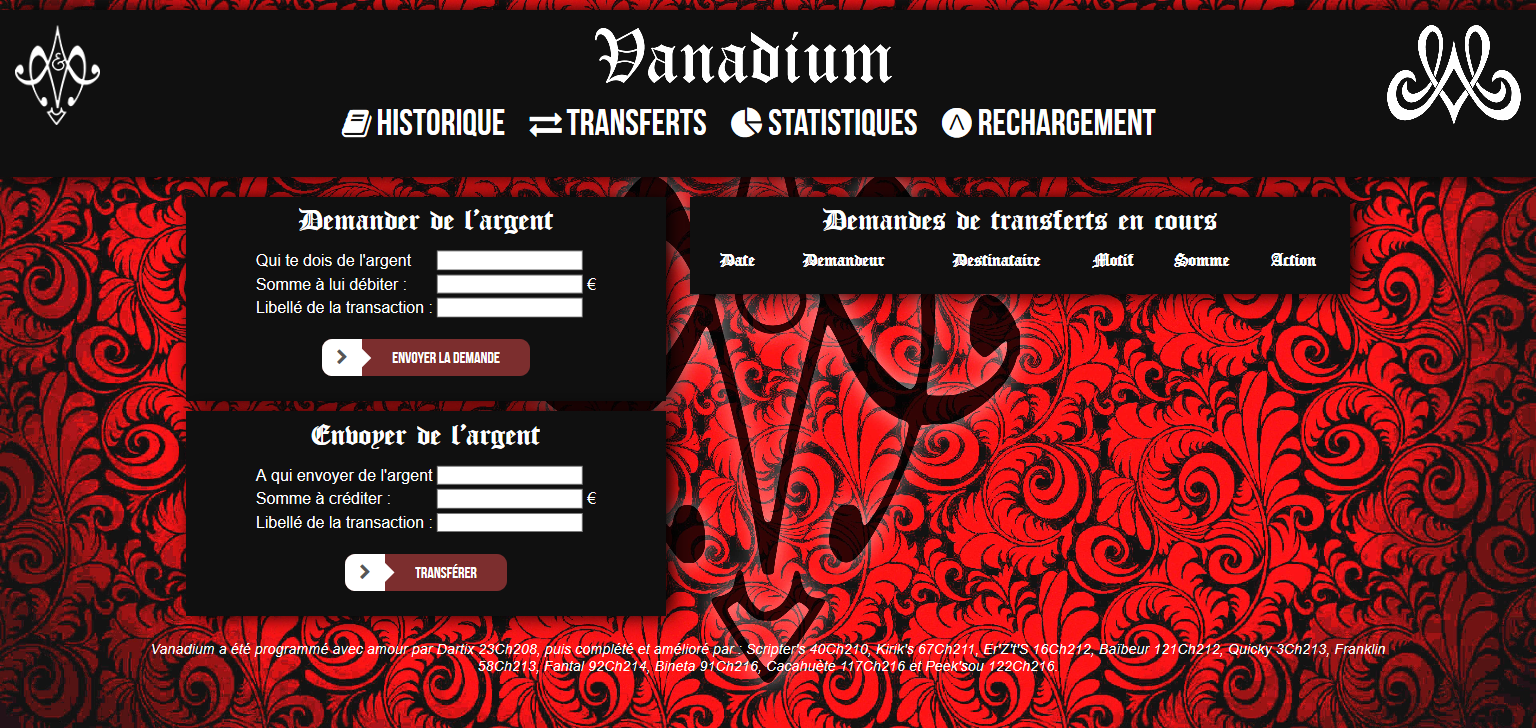 Vanadium
HISTORIQUE TRANSFERTS STATISTIQUES RECHARGEMENT
Demander de l'argent
Qui te dois de l'argent
Somme à lui débiter : €
Libellé de la transaction :
ENVOYER LA DEMANDE
Envoyer de l'argent
A qui envoyer de l'argent
Somme à créditer : €
Libellé de la transaction :
TRANSFÉRER
Demandes de transferts en cours
Date Demandeur Destinataire Motif Somme Action
Vanadium a été programmé avec amour par Dartix 23Ch208, puis complété et amélioré par : Scripter's 40Ch210, Kirik's 67Ch211, Er'Z't'S 16Ch212, Baïbeur 121Ch212, Quicky 3Ch213, Franklin
58Ch213, Fantal 92Ch214, Bineta 91Ch216, Cacahuète 117Ch216 et Peek'sou 122Ch216.